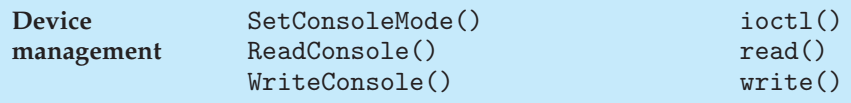 Device management SetConsoleMode() ioctl()
ReadConsole() read()
WriteConsole() write()